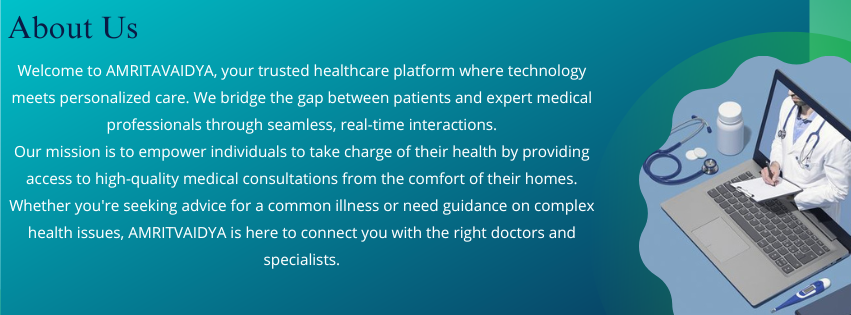 About Us
Welcome to AMRITAVAIDYA, your trusted healthcare platform where technology
meets personalized care. We bridge the gap between patients and expert medical
professionals through seamless, real-time interactions.
Our mission is to empower individuals to take charge of their health by providing
access to high-quality medical consultations from the comfort of their homes.
Whether you're seeking advice for a common illness or need guidance on complex
health issues, AMRITVAIDYA is here to connect you with the right doctors and
specialists.